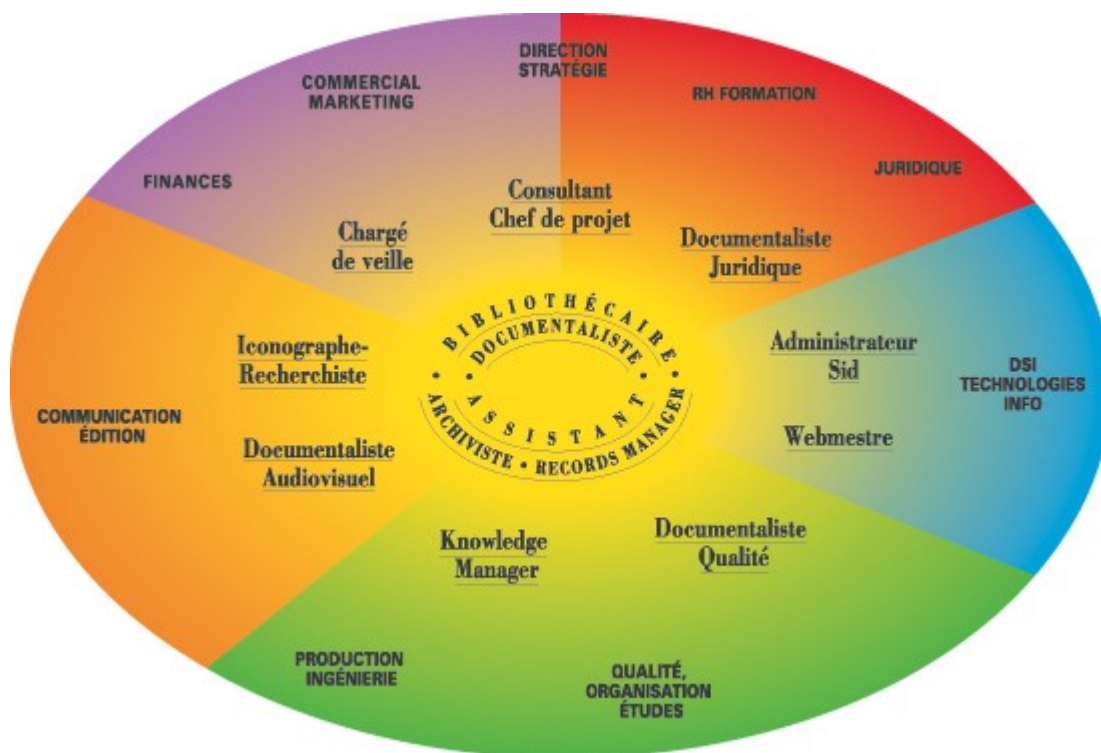 DIRECTION
STRATÉGIE
COMMERCIAL
MARKETING
RH FORMATION
FINANCES
JURIDIQUE
Consultant
Chef de projet
Chargé
de veille
Documentaliste
Juridique
BIBLIOTHÉCAIRE
DOCUMENTALISTE
ASSISTANT
ARCHIVISTE • RECORDS MANAGER
Iconographe-
Recherchiste
Administrateur
Sid
DSI
TECHNOLOGIES
INFO
COMMUNICATION
ÉDITION
Documentaliste
Audiovisuel
Webmestre
Knowledge
Manager
Documentaliste
Qualité
PRODUCTION
INGÉNIERIE
QUALITÉ,
ORGANISATION
ÉTUDES